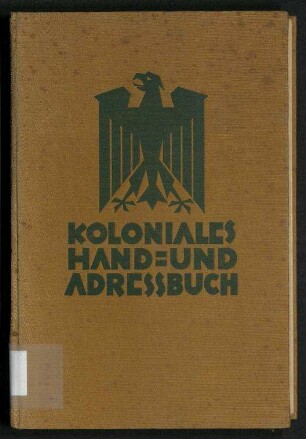 KOLONIALES
HAND=UND
ADRESSBUCH